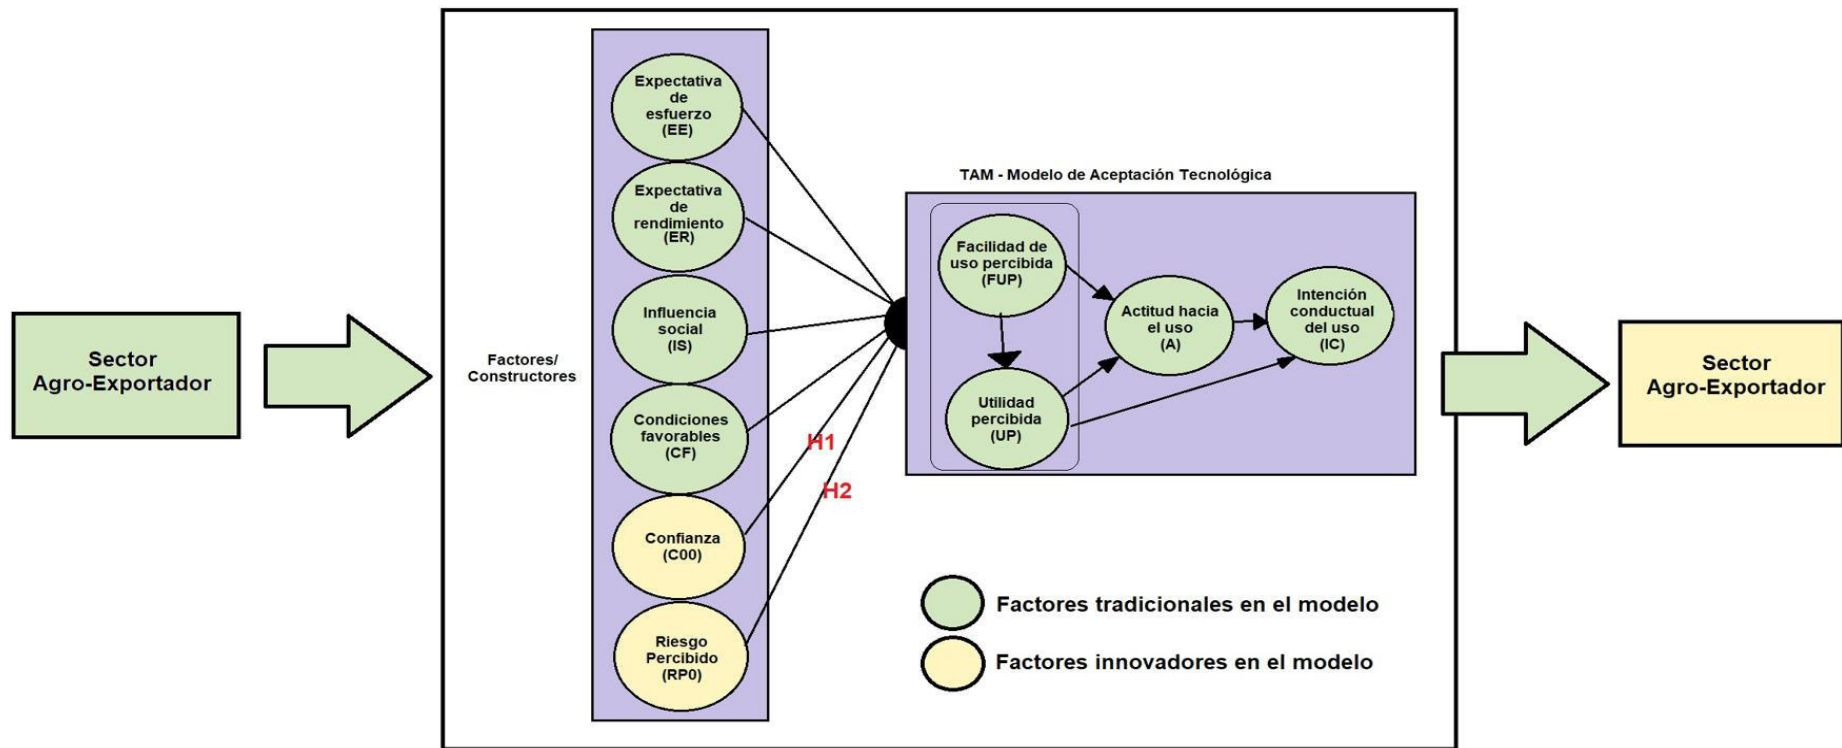 Sector
Agro-Exportador
Factores/
Constructores
Expectativa
de
esfuerzo
(EE)
Expectativa
de
rendimiento
(ER)
Influencia
social
(IS)
Condiciones
favorables
(CF)
Confianza
(C00)
Riesgo
Percibido
(RP0)
H1
H2
TAM - Modelo de Aceptación Tecnológica
Facilidad de
uso percibida
(FUP)
Utilidad
percibida
(UP)
Actitud hacia
el uso
(A)
Intención
conductual
del uso
(IC)
Factores tradicionales en el modelo
Factores innovadores en el modelo
Sector
Agro-Exportador